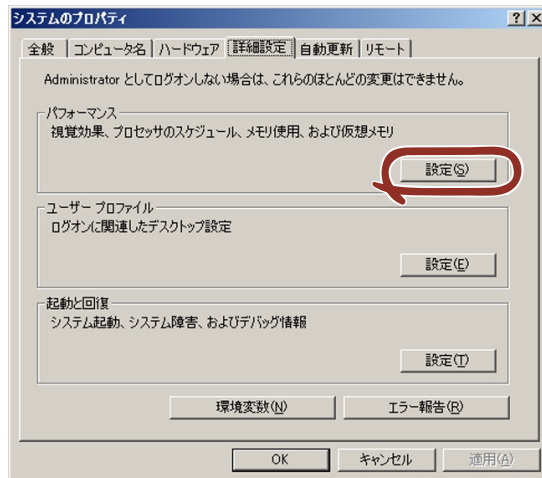 システムのプロパティ
全般 コンピュータ名 ハードウェア 詳細設定 自動更新 リモート
Administrator としてログオンしない場合は、これらのほとんどの変更はできません。
パフォーマンス
視覚効果、プロセッサのスケジュール、メモリ使用、および仮想メモリ
設定(S)
ユーザー プロファイル
ログオンに関連したデスクトップ設定
設定(E)
起動と回復
システム起動、システム障害、およびデバッグ情報
設定(T)
環境変数(N) エラー報告(R)
OK キャンセル 適用(A)